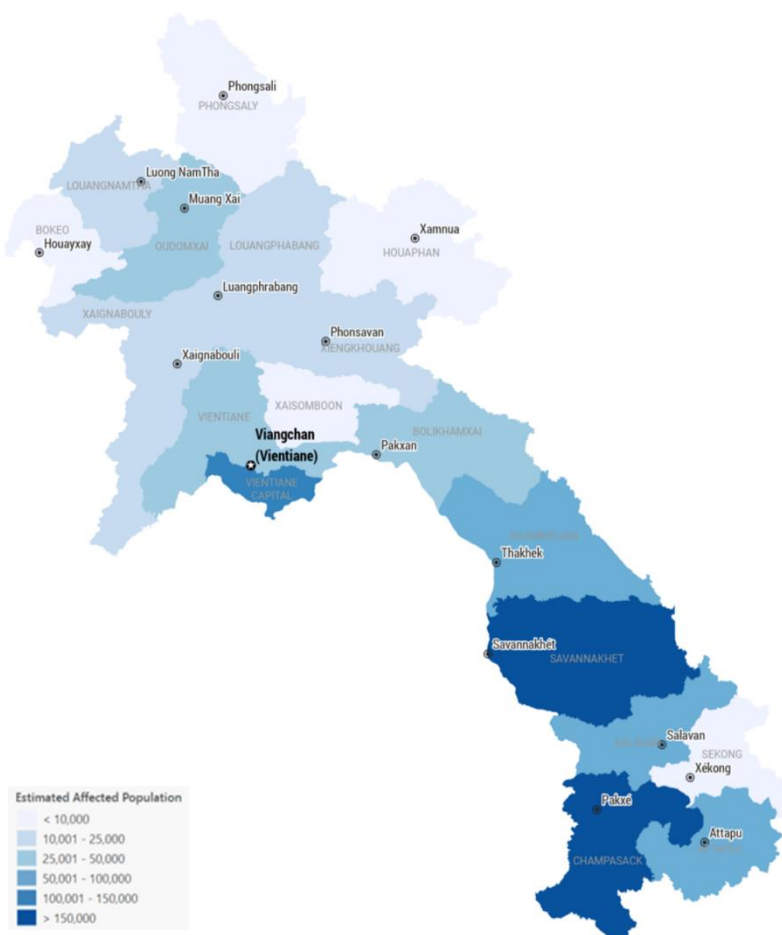 Phongsali
PHONGSALY
Luong NamTha
LOUANGNAMTHA
Muang Xai
BOKEO
Houayxay
OUDOMXAI
LOUANGPHABANG
Xamnua
HOUAPHAN
Luangphrabang
XAIGNABOULY
Phonsavan
XIENGKHOUANG
Xaignabouli
XAISOMBOON
VIENTIANE
Viangchan
(Vientiane)
BOLIKHAMXAI
Pakxan
VIENTIANE
CAPITAL
Thakhek
Savannakhét
SAVANNAKHET
Salavan
SEKONG
Xékong
Pakxé
Attapu
CHAMPASACK
Estimated Affected Population
< 10,000
10,001 - 25,000
25,001 - 50,000
50,001 - 100,000
100,001 - 150,000
> 150,000